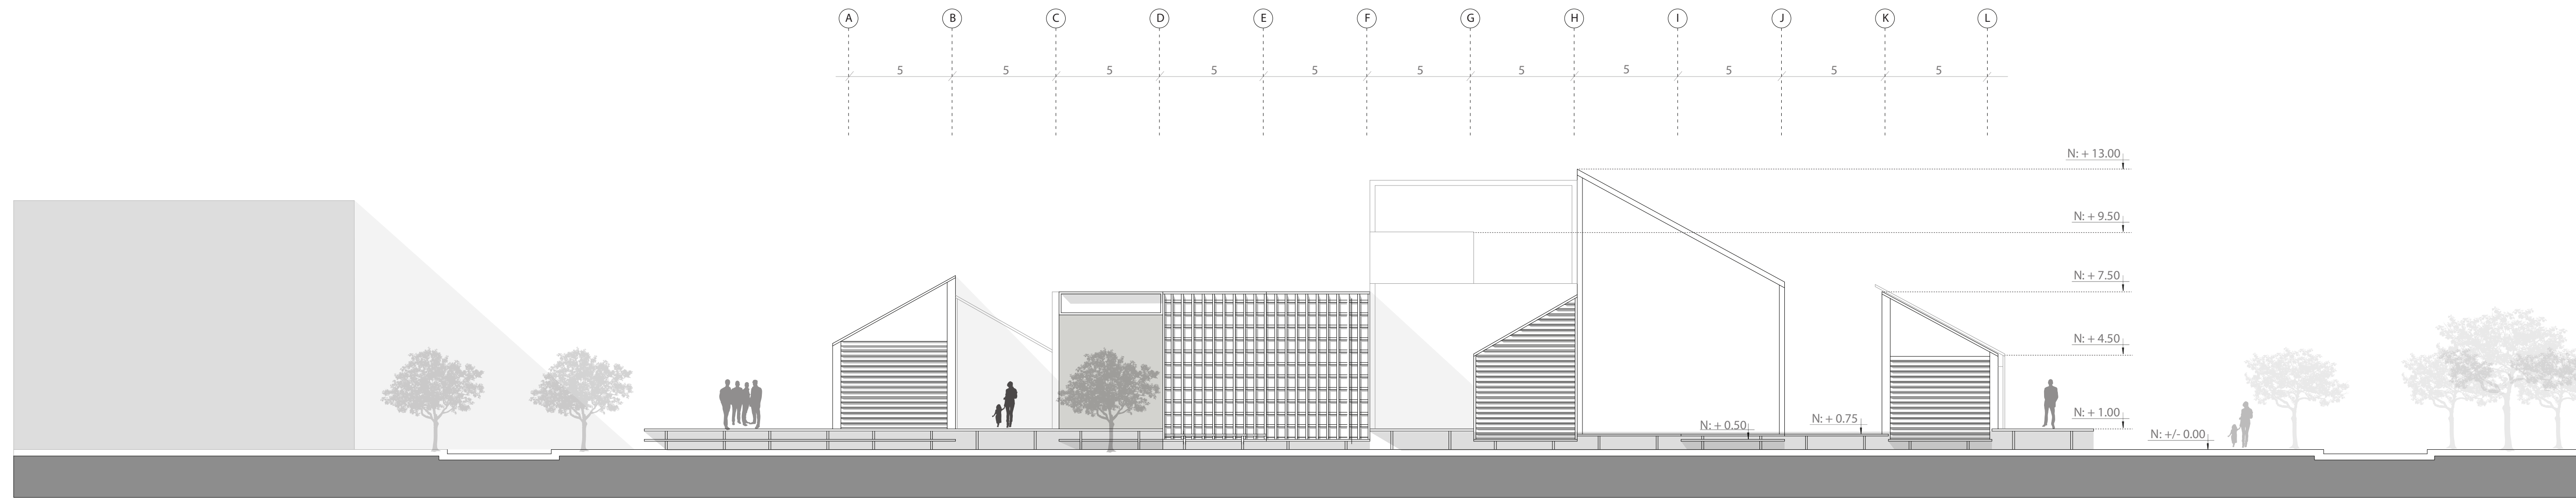 A B C D E F G H I J K L
5 5 5 5 5 5 5 5 5 5 5
N: + 13.00
N: + 9.50
N: + 7.50
N: + 4.50
N: + 1.00
N: + 0.75
N: + 0.50
N: +/- 0.00